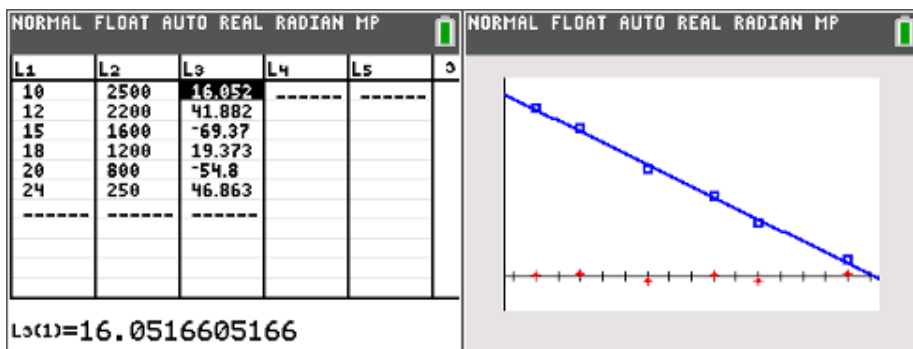 NORMAL FLOAT AUTO REAL RADIAN MP
L1 L2 L3 L4 L5 3
10 2500 16.052 ------ ------
12 2200 41.882
15 1600 -69.37
18 1200 19.373
20 800 -54.8
24 250 46.863
------ ------ ------
L3(1)=16.0516605166
NORMAL FLOAT AUTO REAL RADIAN MP